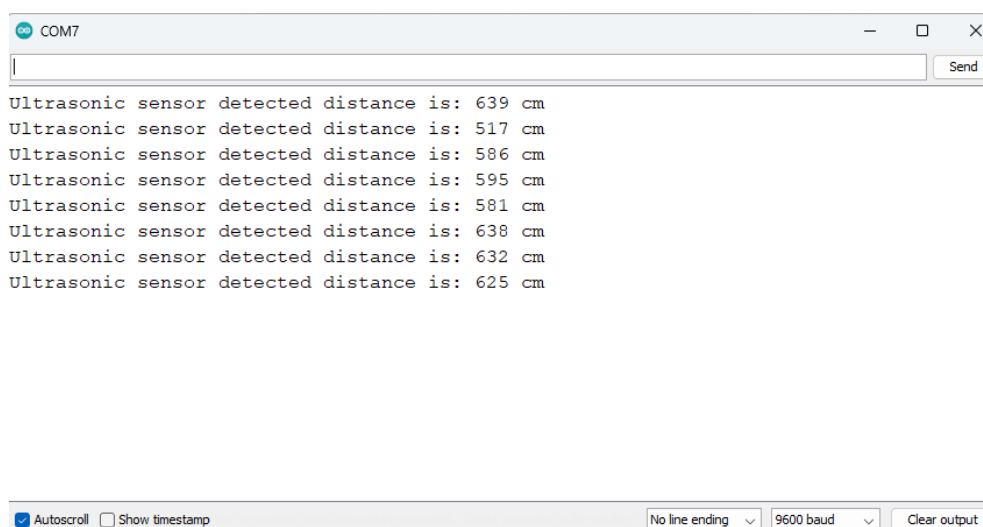 COM7
Send
Ultrasonic sensor detected distance is: 639 cm
Ultrasonic sensor detected distance is: 517 cm
Ultrasonic sensor detected distance is: 586 cm
Ultrasonic sensor detected distance is: 595 cm
Ultrasonic sensor detected distance is: 581 cm
Ultrasonic sensor detected distance is: 638 cm
Ultrasonic sensor detected distance is: 632 cm
Ultrasonic sensor detected distance is: 625 cm
Autoscroll Show timestamp No line ending 9600 baud Clear output